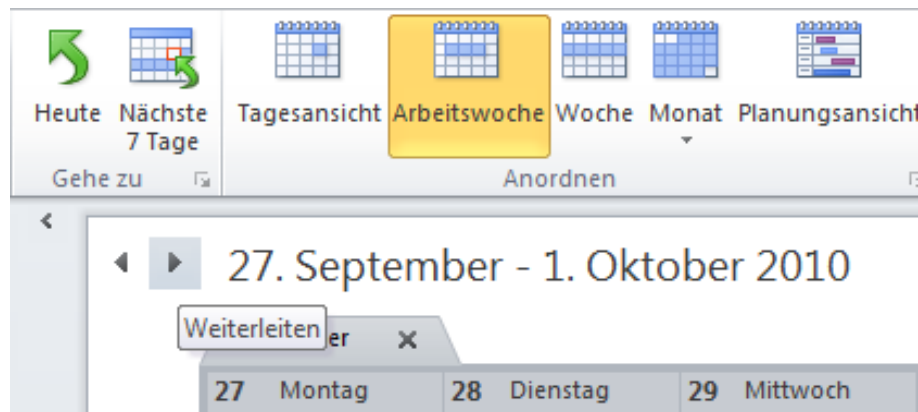 Heute Nächste 7 Tage Tagesansicht Arbeitswoche Woche Monat Planungsansicht
Gehe zu Anordnen
27. September - 1. Oktober 2010
Weiterleiten er
27 Montag 28 Dienstag 29 Mittwoch